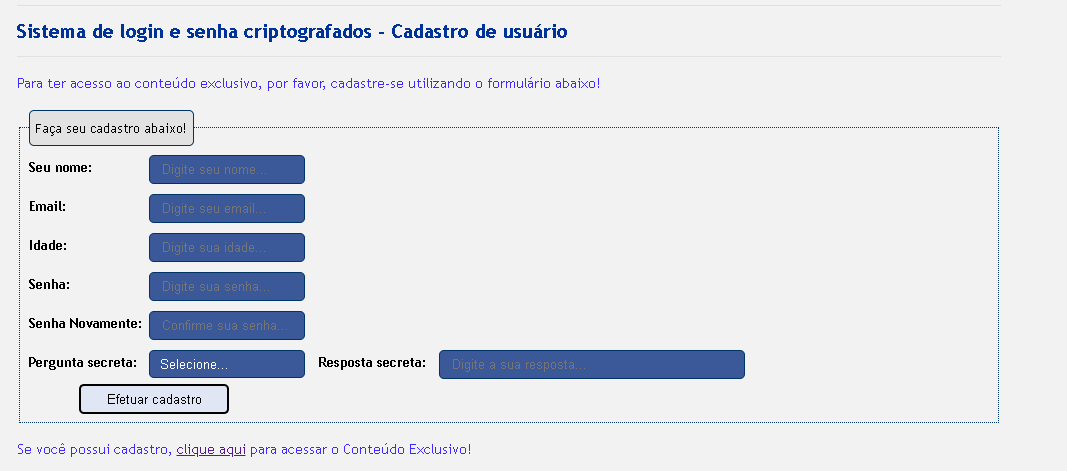 Sistema de login e senha criptografados - Cadastro de usuário
Para ter acesso ao conteúdo exclusivo, por favor, cadastre-se utilizando o formulário abaixo!
Faça seu cadastro abaixo!
Seu nome: Digite seu nome...
Email: Digite seu email...
Idade: Digite sua idade...
Senha: Digite sua senha...
Senha Novamente: Confirme sua senha...
Pergunta secreta: Selecione... Resposta secreta: Digite a sua resposta...
Efetuar cadastro
Se você possui cadastro, clique aqui para acessar o Conteúdo Exclusivo!